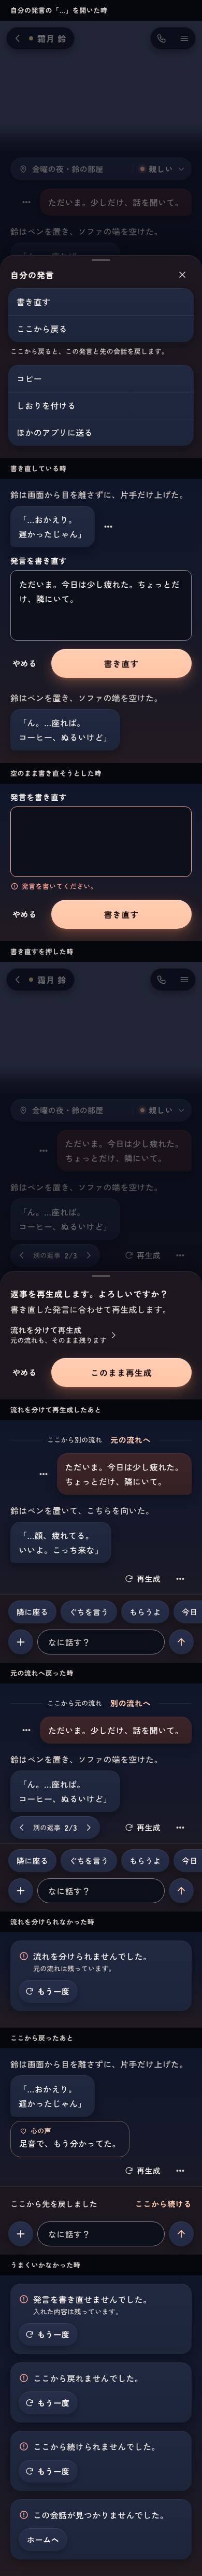 自分の発言の「…」を開いた時
霜月 鈴
金曜の夜・鈴の部屋
親しい
ただいま。少しだけ、話を聞いて。
鈴はペンを置き、ソファの端を空けた。
自分の発言
書き直す
ここから戻る
ここから戻ると、この発言と先の会話を戻します。
コピー
しおりを付ける
ほかのアプリに送る
書き直している時
鈴は画面から目を離さずに、片手だけ上げた。
「…おかえり。
遅かったじゃん」
発言を書き直す
ただいま。今日は少し疲れた。ちょっとだ
け、隣にいて。
やめる
書き直す
鈴はペンを置き、ソファの端を空けた。
「ん。…座れば。
コーヒー、ぬるいけど」
空のまま書き直そうとした時
発言を書き直す
発言を書いてください。
やめる
書き直す
書き直すを押した時
霜月 鈴
金曜の夜・鈴の部屋
親しい
ただいま。今日は少し疲れた。
ちょっとだけ、隣にいて。
鈴はペンを置き、ソファの端を空けた。
「ん。…座れば。
コーヒー、ぬるいけど」
別の返事 2/3
再生成
返事を再生成します。よろしいですか?
書き直した発言に合わせて再生成します。
流れを分けて再生成
元の流れも、そのまま残ります
やめる
このまま再生成
流れを分けて再生成したあと
ここから別の流れ 元の流れへ
ただいま。今日は少し疲れた。
ちょっとだけ、隣にいて。
鈴はペンを置いて、こちらを向いた。
「…顔、疲れてる。
いいよ。こっち来な」
再生成
隣に座る
ぐちを言う
もらうよ
今日
なに話す?
元の流れへ戻った時
ここから元の流れ 別の流れへ
ただいま。少しだけ、話を聞いて。
鈴はペンを置き、ソファの端を空けた。
「ん。…座れば。
コーヒー、ぬるいけど」
別の返事 2/3
再生成
隣に座る
ぐちを言う
もらうよ
今日
なに話す?
流れを分けられなかった時
流れを分けられませんでした。
元の流れは残っています。
もう一度
ここから戻ったあと
鈴は画面から目を離さずに、片手だけ上げた。
「…おかえり。
遅かったじゃん」
心の声
足音で、もう分かってた。
再生成
ここから先を戻しました
ここから続ける
なに話す?
うまくいかなかった時
発言を書き直せませんでした。
入れた内容は残っています。
もう一度
ここから戻れませんでした。
もう一度
ここから続けられませんでした。
もう一度
この会話が見つかりませんでした。
ホームへ